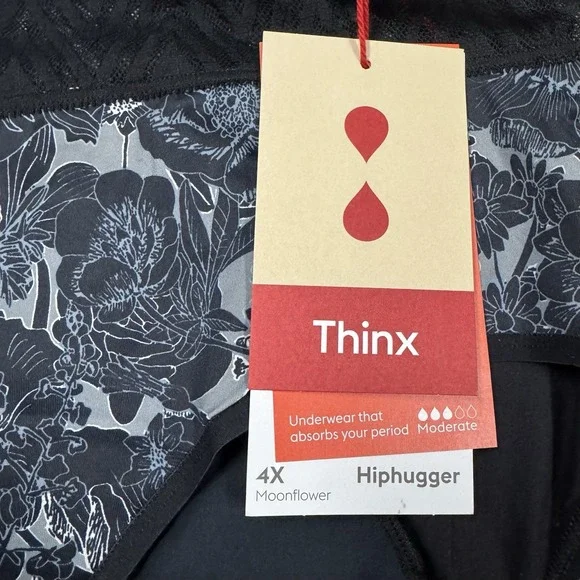 Thinx
Underwear that
absorbs your period
Moderate
4X
Hiphugger
Moonflower